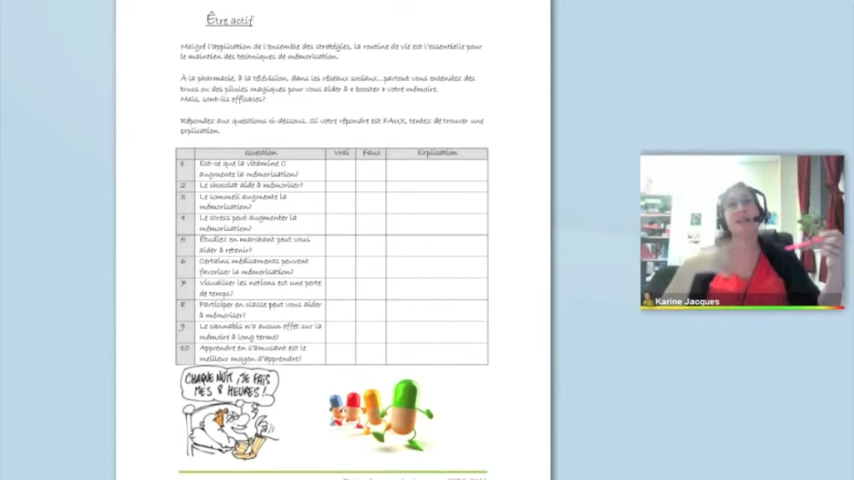 Être actif
Malgré l'application de l'ensemble des stratégies, la routine de vie est l'essentielle pour
le maintien des techniques de mémorisation.
À la pharmacie, à la télévision, dans les réseaux sociaux...partout vous entendez des
trucs ou des pilules magiques pour vous aider à « booster » votre mémoire.
Mais, sont-ils efficaces?
Répondez aux questions ci-dessous. Si votre répondre est FAUX, tentez de trouver une
explication.
Question Vrai Faux Explication
1 Est-ce que la vitamine C
augmente la mémorisation?
2 Le chocolat aide à mémoriser?
3 Le sommeil augmente la
mémorisation?
4 Le stress peut augmenter la
mémorisation?
5 Étudiez en marchant peut vous
aider à retenir?
6 Certains médicaments peuvent
favoriser la mémorisation?
7 Visualiser les notions est une perte
de temps?
8 Participer en classe peut vous aider
à mémoriser?
9 Le cannabis n'a aucun effet sur la
mémoire à long terme?
10 Apprendre en s'amusant est le
meilleur moyen d'apprendre?
CHAQUE NUIT, JE FAIS
MES 8 HEURES!
Karine Jacques